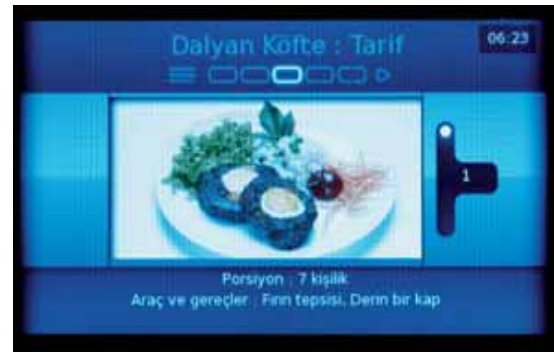 Dalyan Köfte : Tarif
06:23
1
Porsiyon : 7 kişilik
Araç ve gereçler : Fırın tepsisi, Derin bir kap